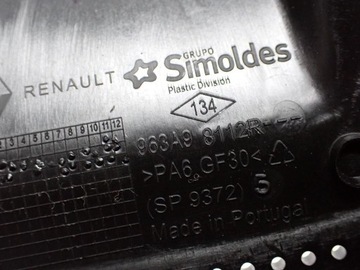 GRUPO
RENAULT Simoldes
Plastic Division
134
1 2 3 4 5 6 7 8 9 10 11 12
963A9 8112R
>PA6 GF30<
(SP 9372) 5
Made in Portugal